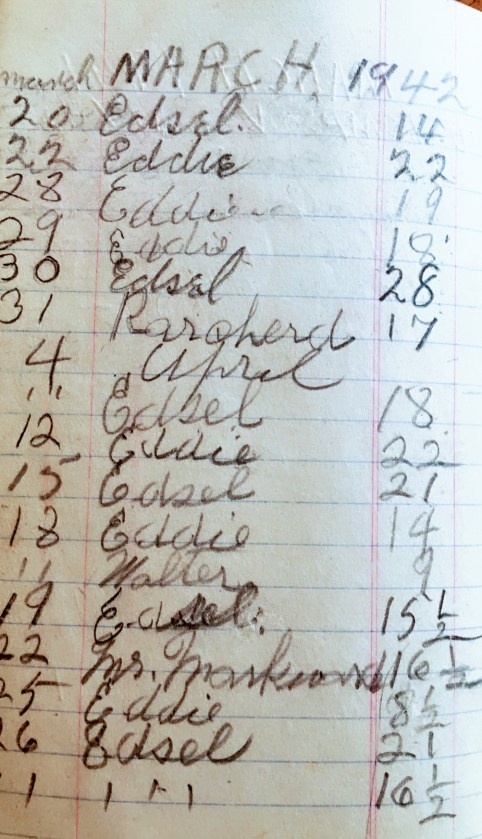 march MARCH, 1942
20 Edsel. 14
22 Eddie 22
28 Eddie 19
29 Eddie 18
30 Edsel 28
31 17
4 April
" Edsel 18
12 Eddie 22
15 Edsel 21
18 Eddie 14
" Walter 9
19 Edsel. 15 1/2
22 Mr. 16 1/2
25 Eddie 8 1/2
26 Edsel 21
" " " " 16 1/2